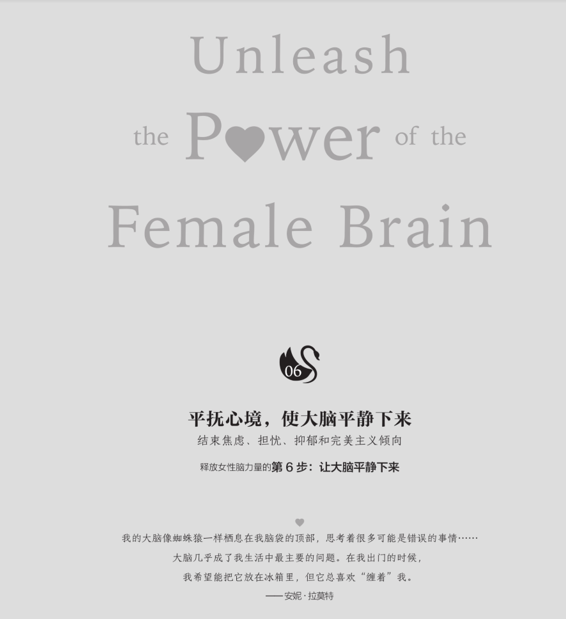 Unleash
the Power of the
Female Brain
06
平抚心境，使大脑平静下来
结束焦虑、担忧、抑郁和完美主义倾向
释放女性脑力量的第 6 步：让大脑平静下来
我的大脑像蜘蛛猿一样栖息在我脑袋的顶部，思考着很多可能是错误的事情……
大脑几乎成了我生活中最主要的问题。在我出门的时候，
我希望能把它放在冰箱里，但它总喜欢“缠着”我。
——安妮·拉莫特